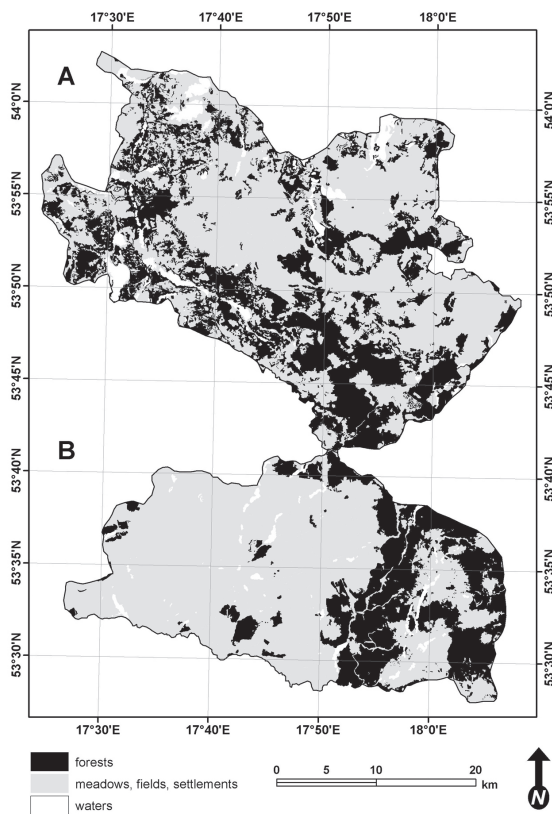 17°30'E 17°40'E 17°50'E 18°0'E
A
54°0'N 54°0'N
53°55'N 53°55'N
53°50'N 53°50'N
53°45'N 53°45'N
B
53°40'N 53°40'N
53°35'N 53°35'N
53°30'N 53°30'N
17°30'E 17°40'E 17°50'E 18°0'E
forests
meadows, fields, settlements
waters
0 5 10 20
km
N